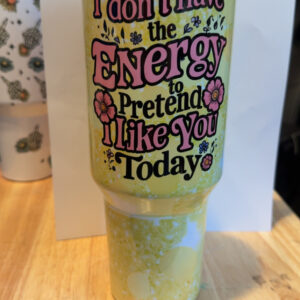 I don't have
the
Energy
to
Pretend
i Like You
Today